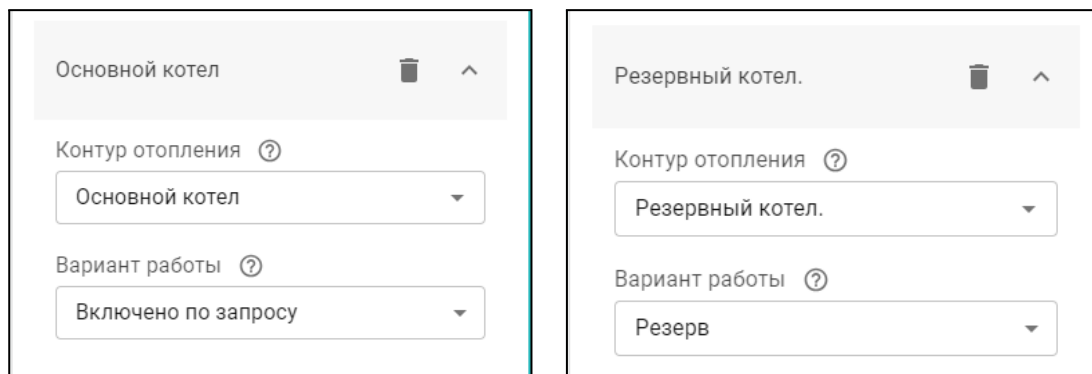 Основной котел
Контур отопления
Основной котел
Вариант работы
Включено по запросу
Резервный котел.
Контур отопления
Резервный котел.
Вариант работы
Резерв